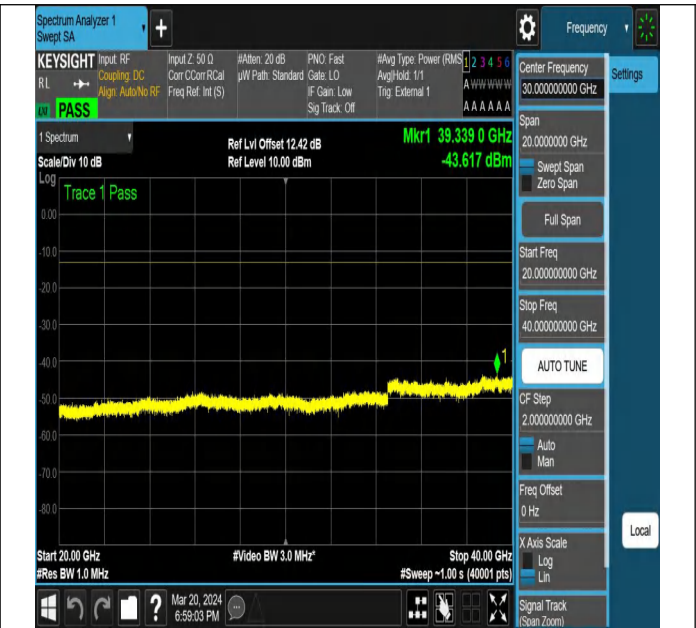 Spectrum Analyzer 1
Swept SA
+
Frequency
KEYSIGHT
RL
PASS
Input: RF
Coupling: DC
Align: Auto/No RF
Input Z: 50 Ω
Corr CCorr RCal
Freq Ref: Int (S)
#Atten: 20 dB
µW Path: Standard
PNO: Fast
Gate: LO
IF Gain: Low
Sig Track: Off
#Avg Type: Power (RMS
Avg|Hold: 1/1
Trig: External 1
1 2 3 4 5 6
A W W W W W
A A A A A A
1 Spectrum
Scale/Div 10 dB
Ref Lvl Offset 12.42 dB
Ref Level 10.00 dBm
Mkr1 39.339 0 GHz
-43.617 dBm
Log
Trace 1 Pass
0.00
-10.0
-20.0
-30.0
-40.0
1
-50.0
-60.0
-70.0
-80.0
Start 20.00 GHz
#Res BW 1.0 MHz
#Video BW 3.0 MHz*
Stop 40.00 GHz
#Sweep ~1.00 s (40001 pts)
?
Mar 20, 2024
6:59:03 PM
Center Frequency
30.000000000 GHz
Settings
Span
20.0000000 GHz
Swept Span
Zero Span
Full Span
Start Freq
20.000000000 GHz
Stop Freq
40.000000000 GHz
AUTO TUNE
CF Step
2.000000000 GHz
Auto
Man
Freq Offset
0 Hz
Local
X Axis Scale
Log
Lin
Signal Track
(Span Zoom)